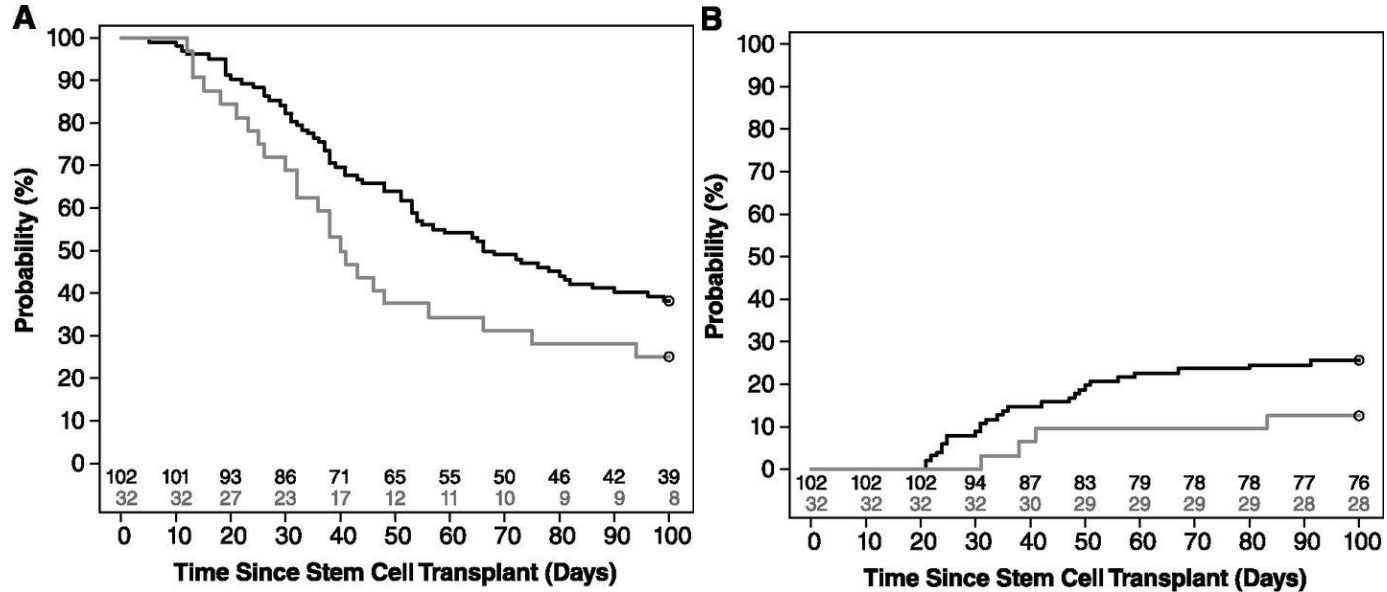 A
Probability (%)
100
90
80
70
60
50
40
30
20
10
0
102 101 93 86 71 65 55 50 46 42 39
32 32 27 23 17 12 11 10 9 9 8
0 10 20 30 40 50 60 70 80 90 100
Time Since Stem Cell Transplant (Days)
B
Probability (%)
100
90
80
70
60
50
40
30
20
10
0
102 102 102 94 87 83 79 78 78 77 76
32 32 32 32 30 29 29 29 29 28 28
0 10 20 30 40 50 60 70 80 90 100
Time Since Stem Cell Transplant (Days)